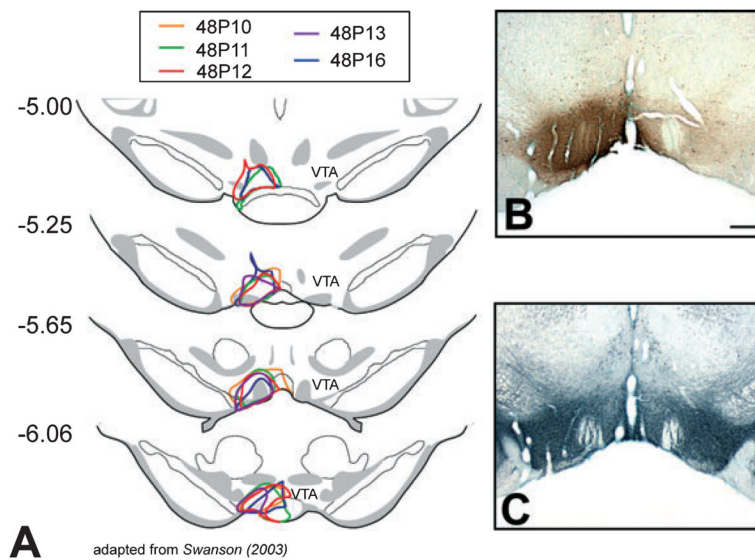 48P10 48P13
48P11 48P16
48P12
-5.00
VTA
-5.25
VTA
-5.65
VTA
-6.06
VTA
A adapted from Swanson (2003)
B
C